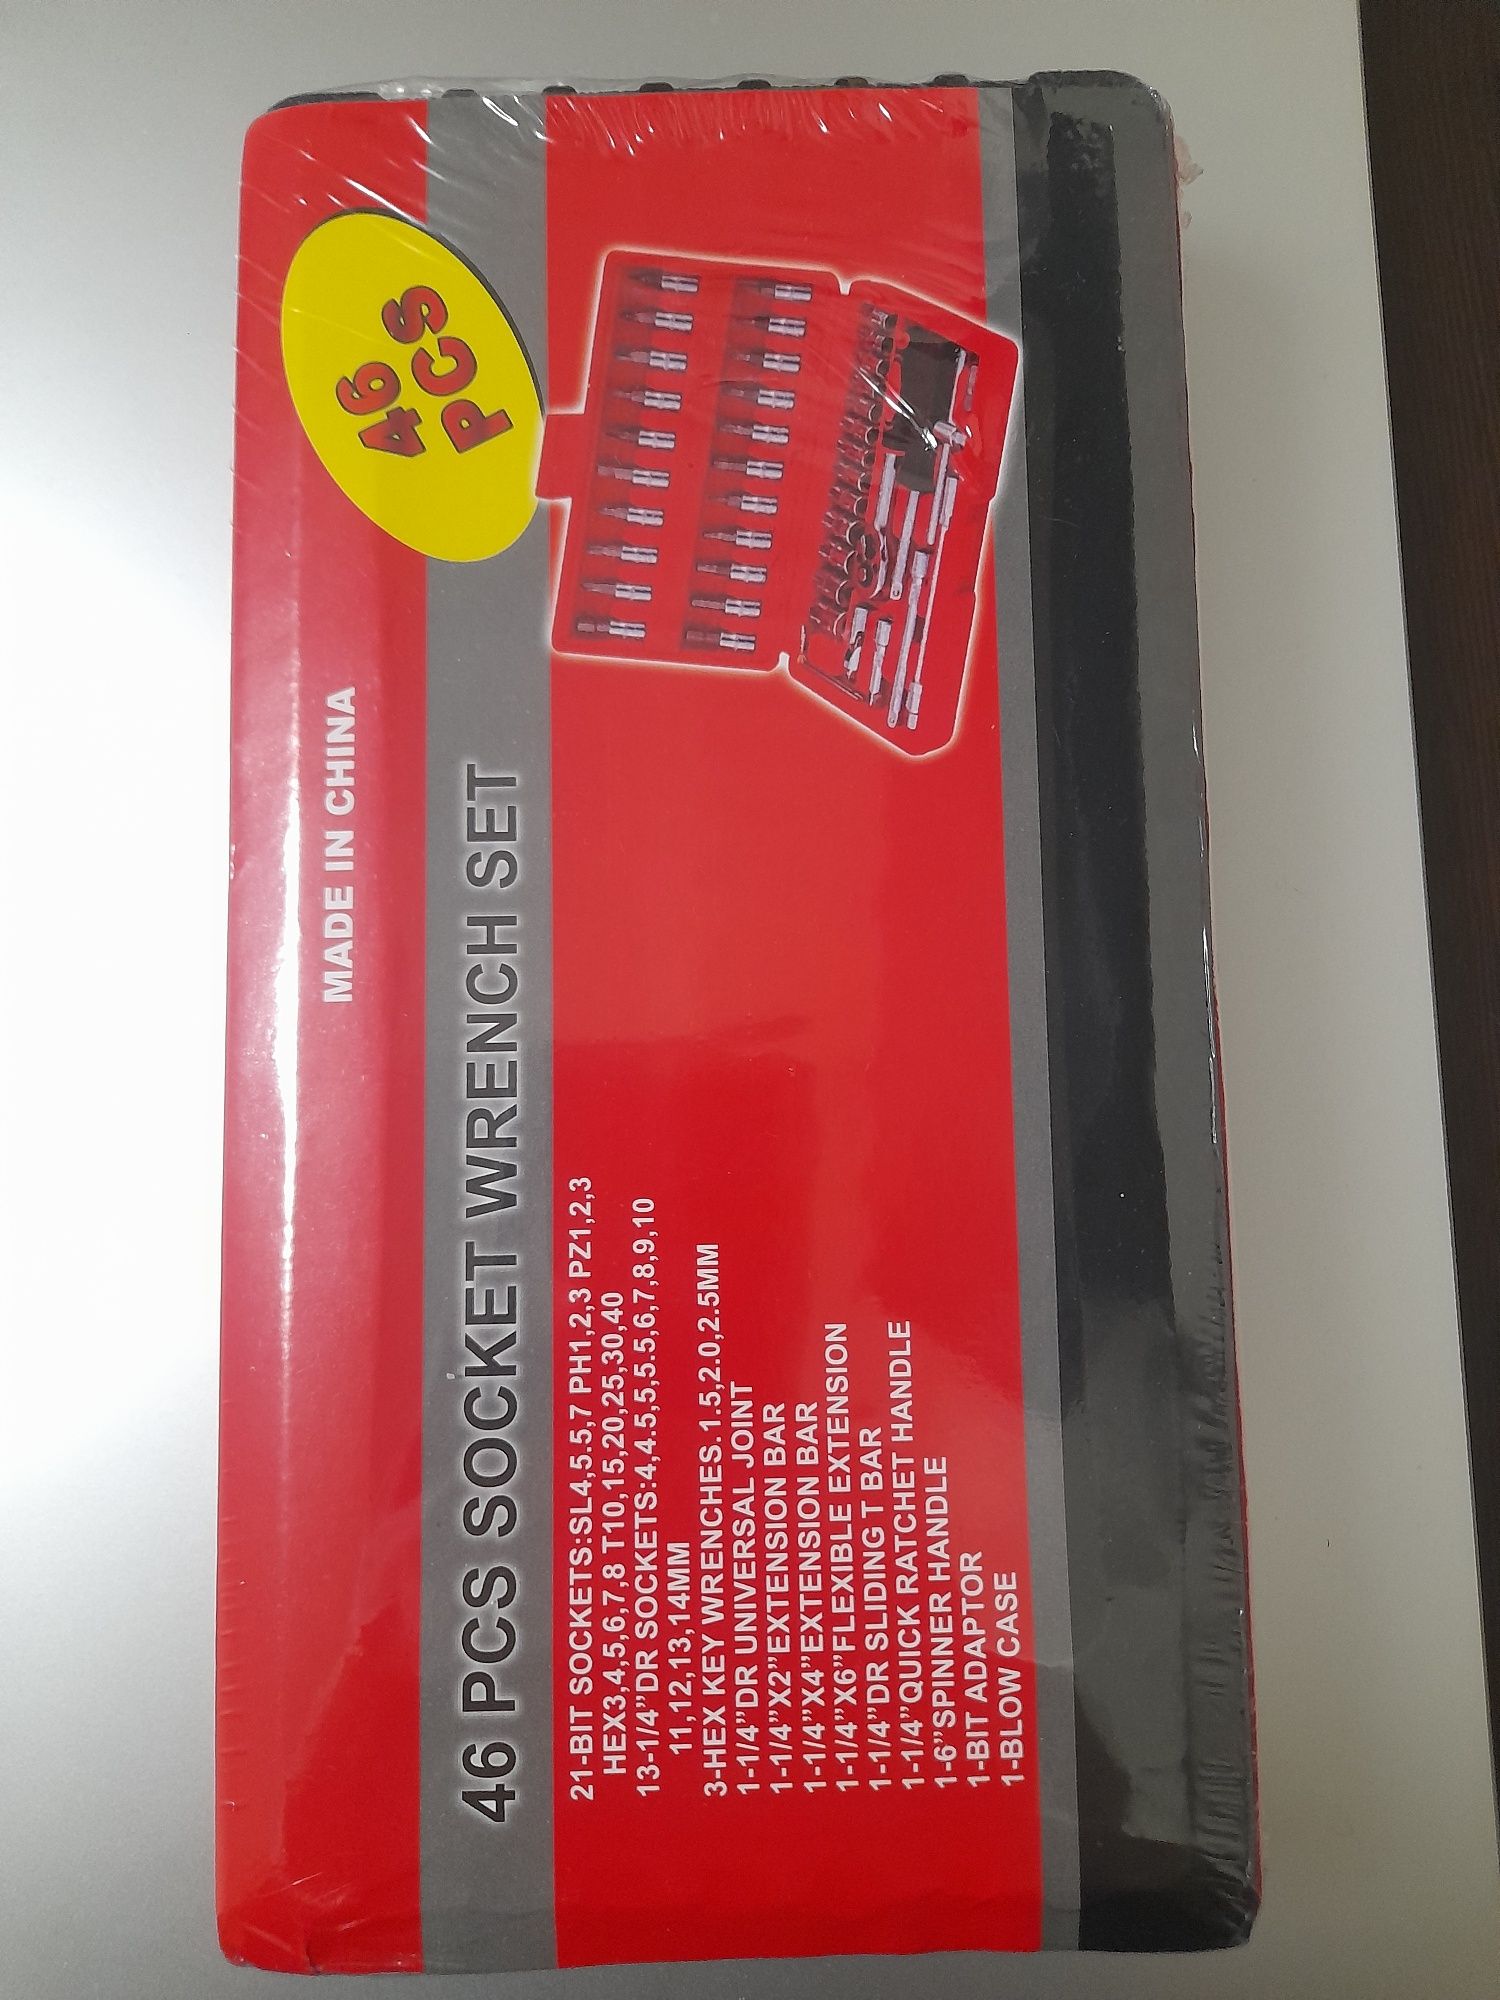 MADE IN CHINA
46
PCS
46 PCS SOCKET WRENCH SET
21-BIT SOCKETS:SL4,5.5,7 PH1,2,3 PZ1,2,3
HEX3,4,5,6,7,8 T10,15,20,25,30,40
13-1/4”DR SOCKETS:4,4.5,5,5.5,6,7,8,9,10
11,12,13,14MM
3-HEX KEY WRENCHES.1.5,2.0,2.5MM
1-1/4”DR UNIVERSAL JOINT
1-1/4”X2”EXTENSION BAR
1-1/4”X4”EXTENSION BAR
1-1/4”X6”FLEXIBLE EXTENSION
1-1/4”DR SLIDING T BAR
1-1/4”QUICK RATCHET HANDLE
1-6”SPINNER HANDLE
1-BIT ADAPTOR
1-BLOW CASE